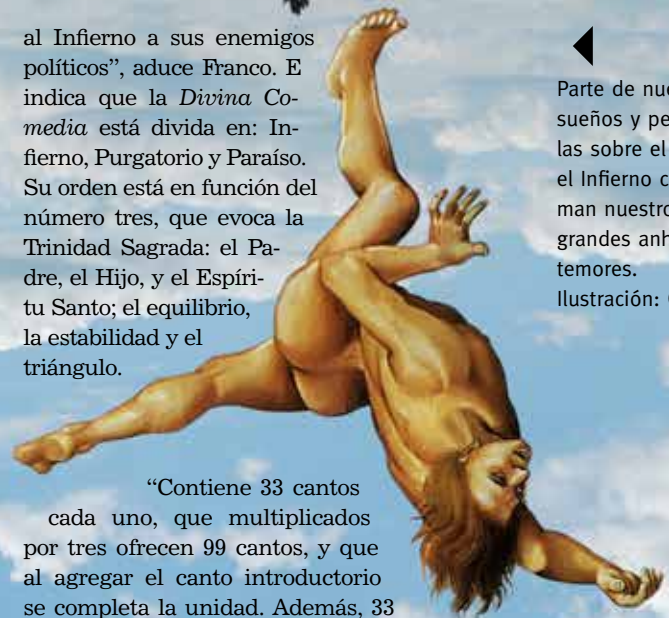 al Infierno a sus enemigos
políticos”, aduce Franco. E
indica que la Divina Co-
media está divida en: In-
fierno, Purgatorio y Paraíso.
Su orden está en función del
número tres, que evoca la
Trinidad Sagrada: el Pa-
dre, el Hijo, y el Espíri-
tu Santo; el equilibrio,
la estabilidad y el
triángulo.
“Contiene 33 cantos
cada uno, que multiplicados
por tres ofrecen 99 cantos, y que
al agregar el canto introductorio
se completa la unidad. Además, 33
Parte de nue
sueños y pe
las sobre el
el Infierno c
man nuestro
grandes anh
temores.
Ilustración: